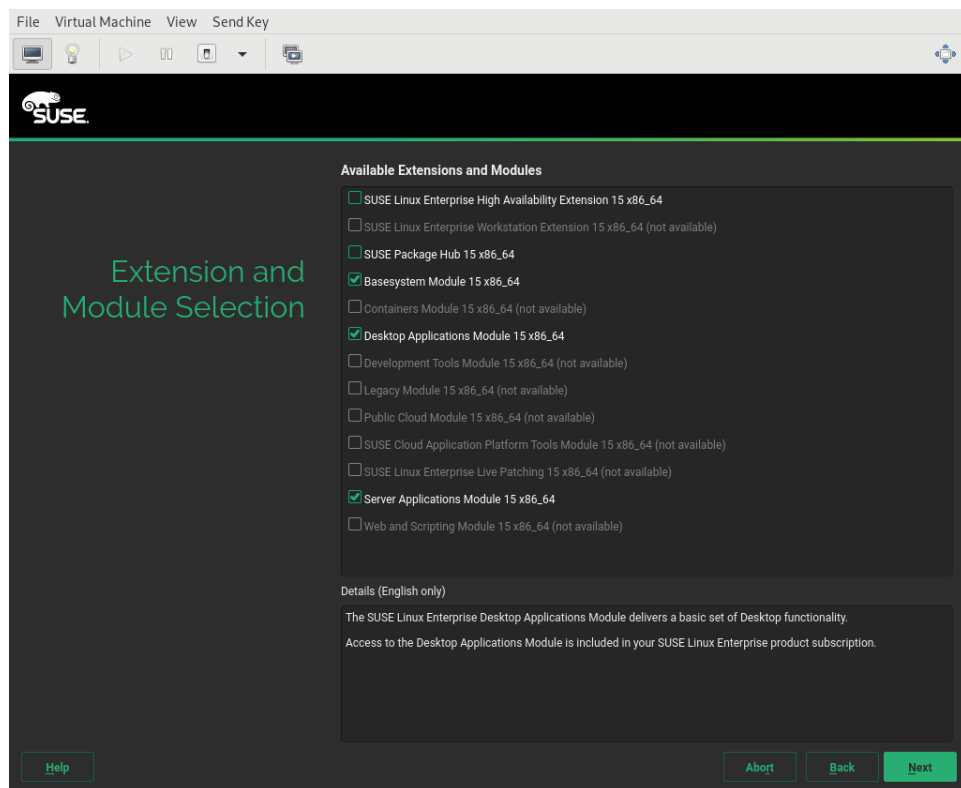 File Virtual Machine View Send Key
SUSE.
Available Extensions and Modules
SUSE Linux Enterprise High Availability Extension 15 x86_64
SUSE Linux Enterprise Workstation Extension 15 x86_64 (not available)
SUSE Package Hub 15 x86_64
Extension and
Module Selection
Basesystem Module 15 x86_64
Containers Module 15 x86_64 (not available)
Desktop Applications Module 15 x86_64
Development Tools Module 15 x86_64 (not available)
Legacy Module 15 x86_64 (not available)
Public Cloud Module 15 x86_64 (not available)
SUSE Cloud Application Platform Tools Module 15 x86_64 (not available)
SUSE Linux Enterprise Live Patching 15 x86_64 (not available)
Server Applications Module 15 x86_64
Web and Scripting Module 15 x86_64 (not available)
Details (English only)
The SUSE Linux Enterprise Desktop Applications Module delivers a basic set of Desktop functionality.
Access to the Desktop Applications Module is included in your SUSE Linux Enterprise product subscription.
Help Abort Back Next